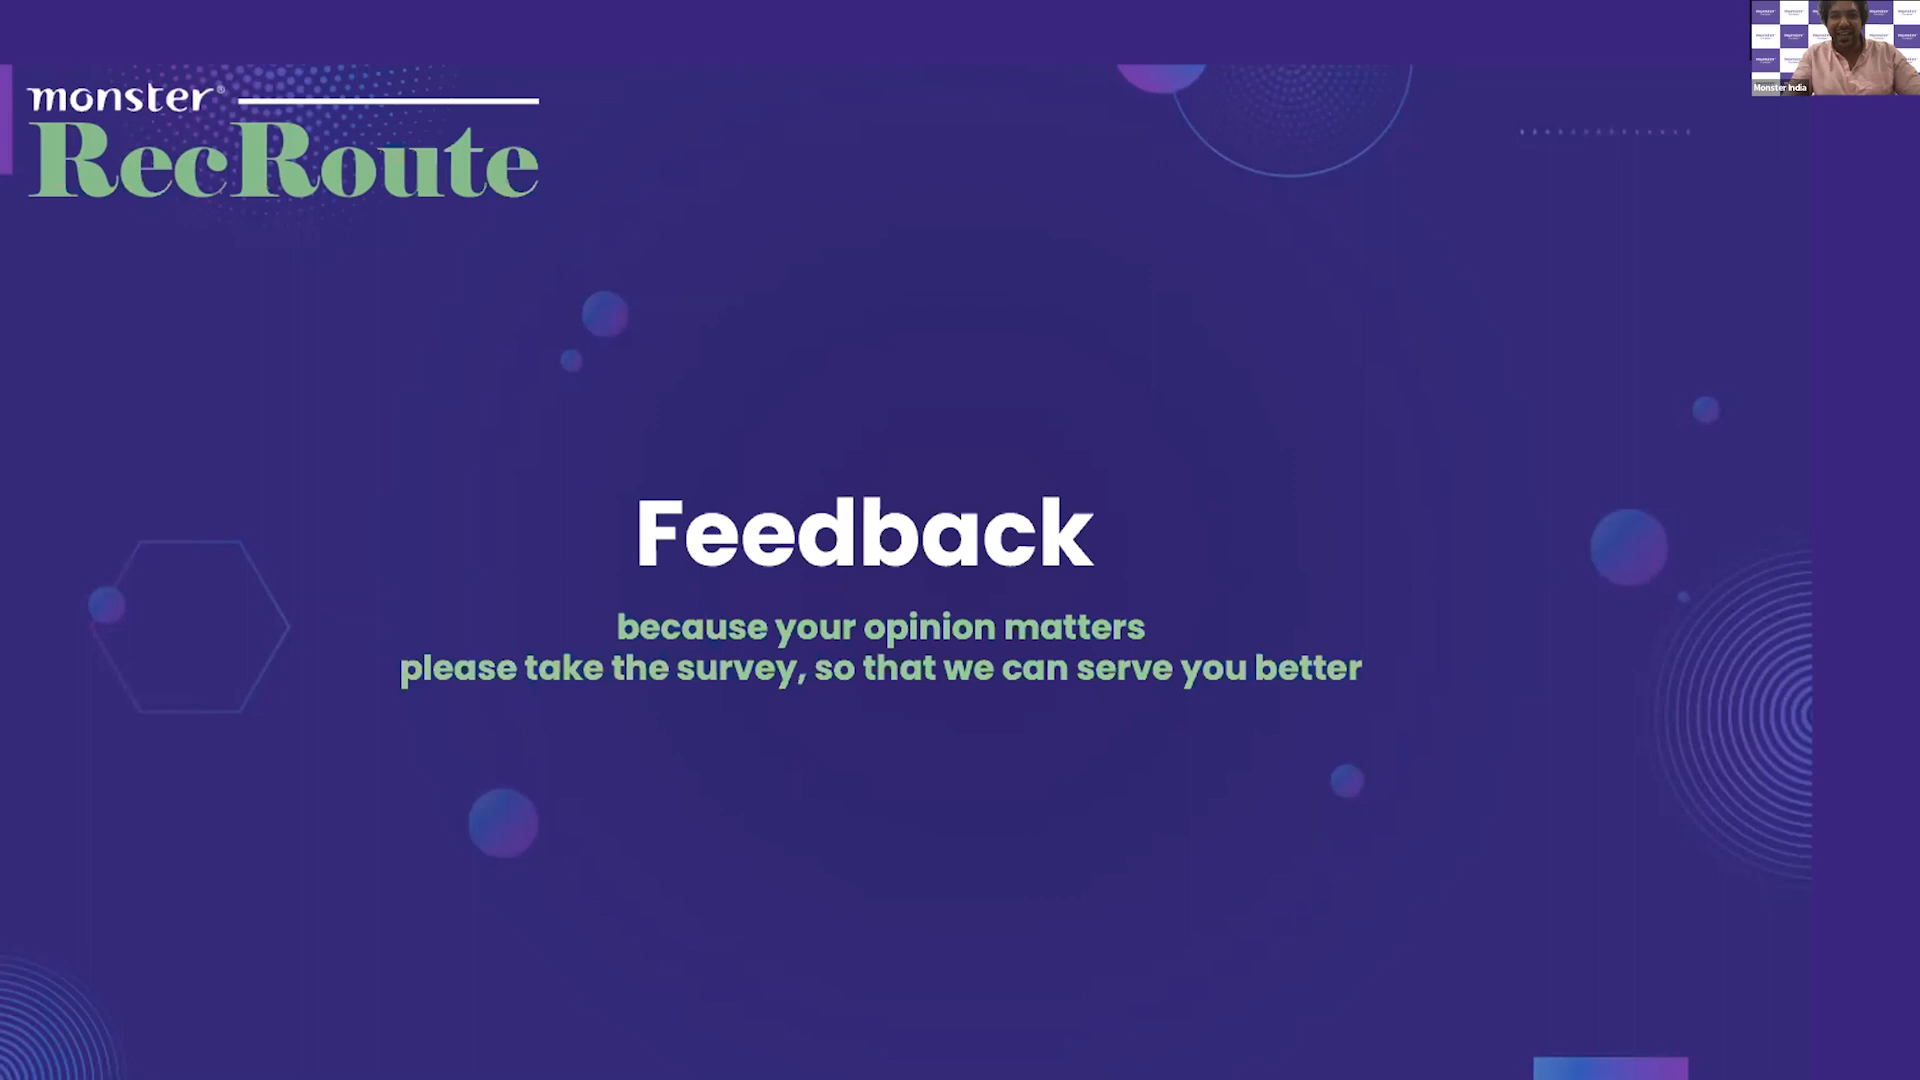 monster®
RecRoute
Feedback
because your opinion matters
please take the survey, so that we can serve you better
Monster India